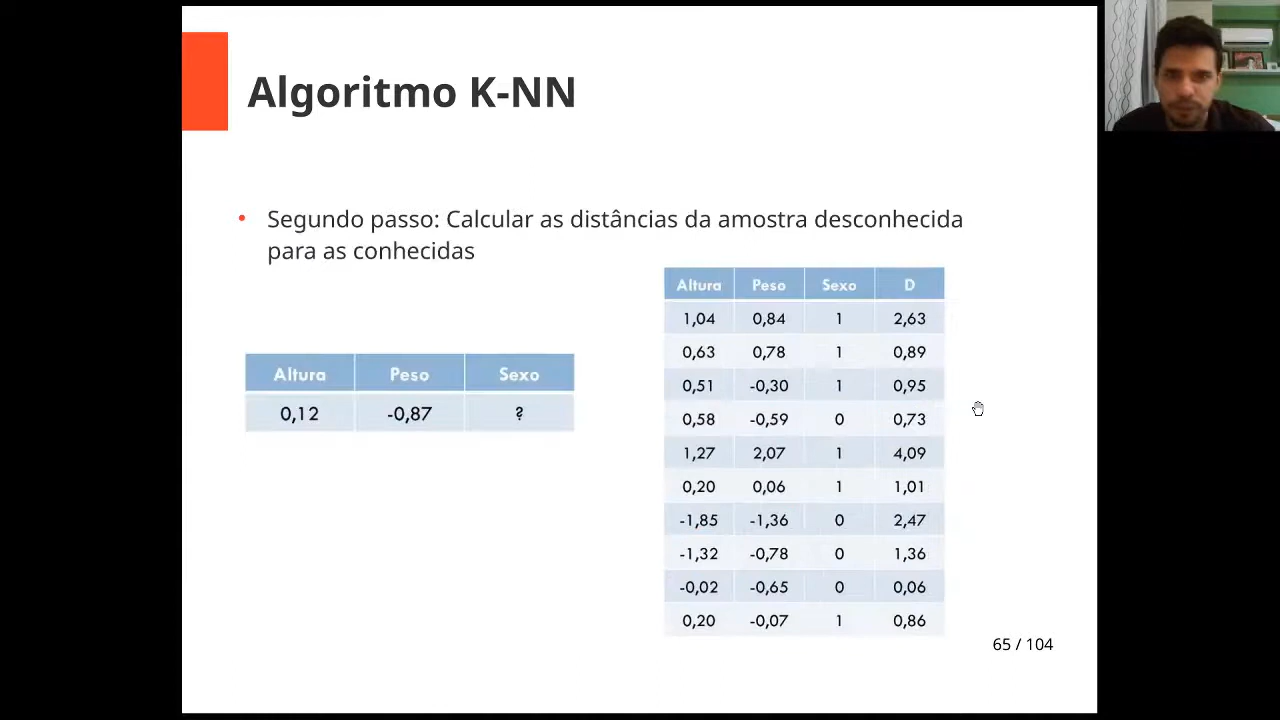 Algoritmo K-NN
• Segundo passo: Calcular as distâncias da amostra desconhecida
para as conhecidas
Altura Peso Sexo
0,12 -0,87 ?
Altura Peso Sexo D
1,04 0,84 1 2,63
0,63 0,78 1 0,89
0,51 -0,30 1 0,95
0,58 -0,59 0 0,73
1,27 2,07 1 4,09
0,20 0,06 1 1,01
-1,85 -1,36 0 2,47
-1,32 -0,78 0 1,36
-0,02 -0,65 0 0,06
0,20 -0,07 1 0,86
65 / 104